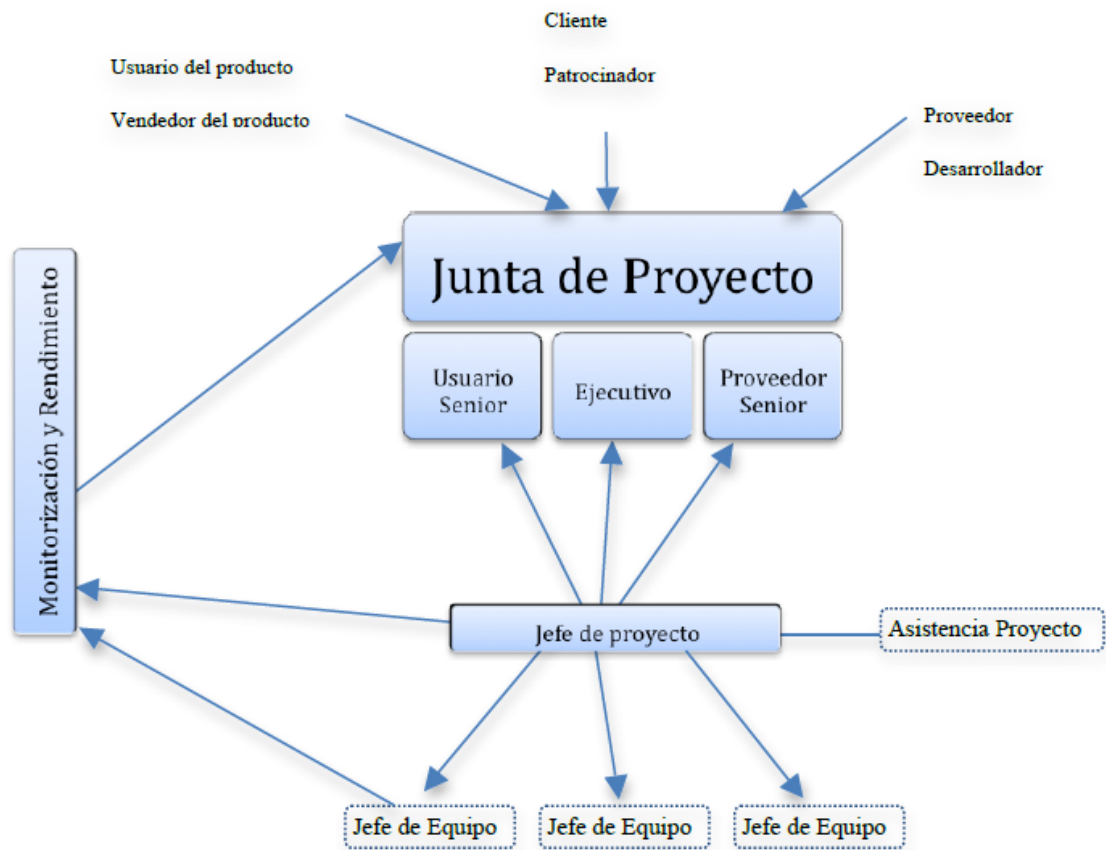 Cliente
Patrocinador
Usuario del producto
Vendedor del producto
Proveedor
Desarrollador
Junta de Proyecto
Usuario
Senior
Ejecutivo
Proveedor
Senior
Monitorización y Rendimiento
Jefe de proyecto
Asistencia Proyecto
Jefe de Equipo
Jefe de Equipo
Jefe de Equipo